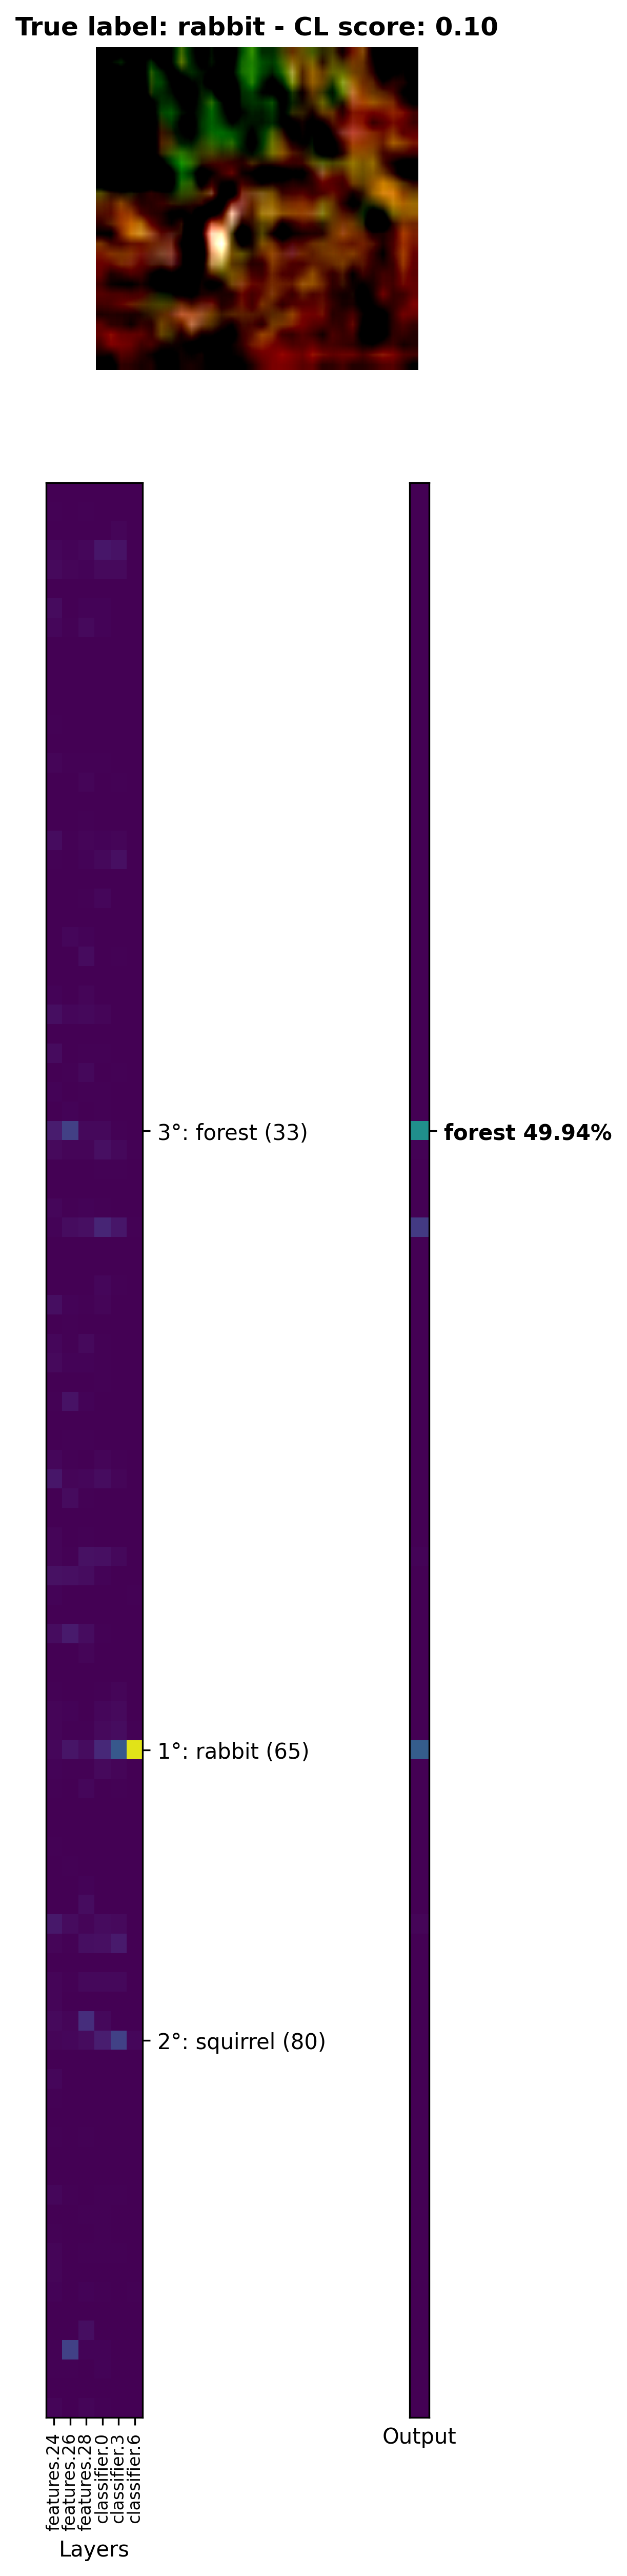 True label: rabbit - CL score: 0.10
3°: forest (33)
forest 49.94%
1°: rabbit (65)
2°: squirrel (80)
features.24
features.26
features.28
classifier.0
classifier.3
classifier.6
Layers
Output